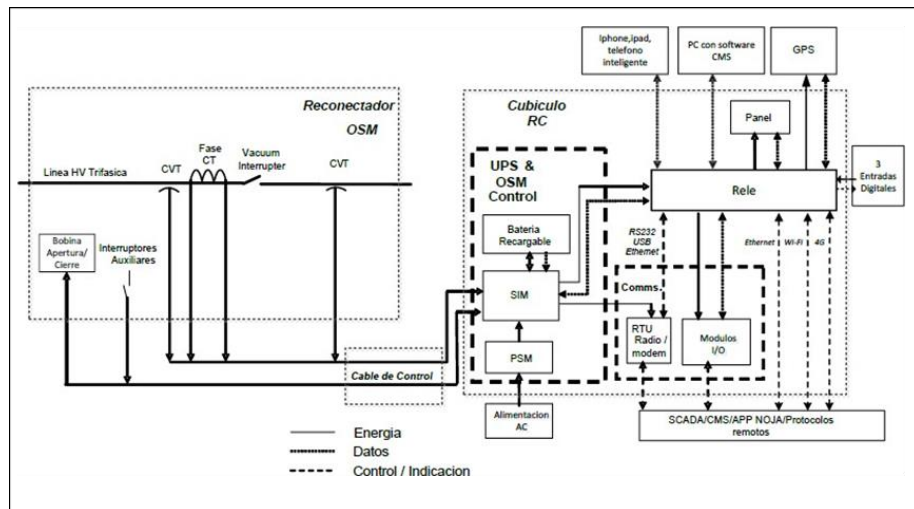 Iphone,ipad,
telefono
inteligente
PC con software
CMS
GPS
Reconectador
OSM
Cubiculo
RC
Panel
Fase
CT
Vacuum
Interrupter
Linea HV Trifasica
CVT
CVT
UPS &
OSM
Control
Rele
3
Entradas
Digitales
Bobina
Apertura/
Cierre
Interruptores
Auxiliares
Bateria
Recargable
RS232
USB
Ethernet
Ethernet
WI-Fi
4G
SIM
Comms.
RTU
Radio /
modem
Modulos
I/O
PSM
Cable de Control
Alimentacion
AC
SCADA/CMS/APP NOJA/Protocolos
remotos
Energia
Datos
Control / Indicacion